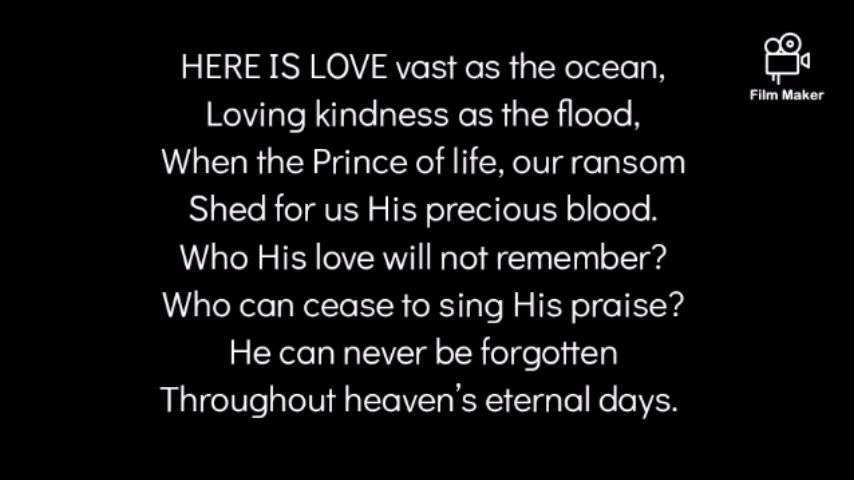 HERE IS LOVE vast as the ocean,
Loving kindness as the flood,
When the Prince of life, our ransom
Shed for us His precious blood.
Who His love will not remember?
Who can cease to sing His praise?
He can never be forgotten
Throughout heaven's eternal days.
Film Maker